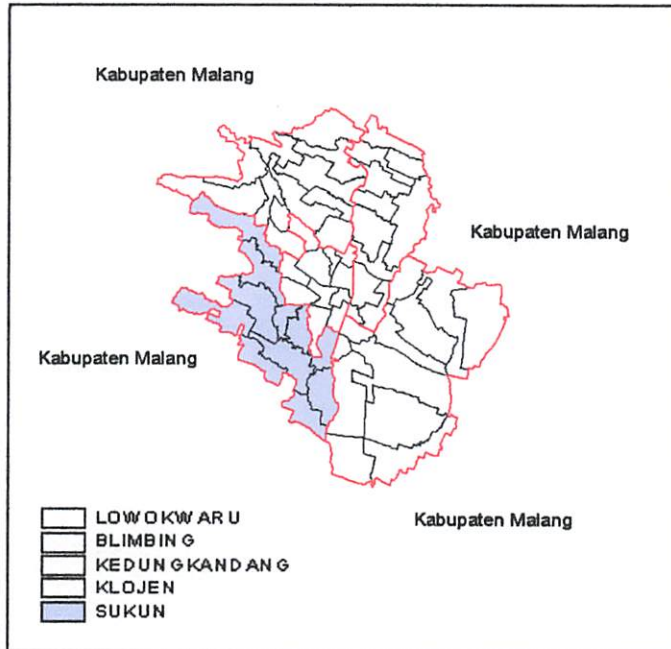 Kabupaten Malang
Kabupaten Malang
Kabupaten Malang
Kabupaten Malang
LOWOKWARU
BLIMBING
KEDUNGKANDANG
KLOJEN
SUKUN